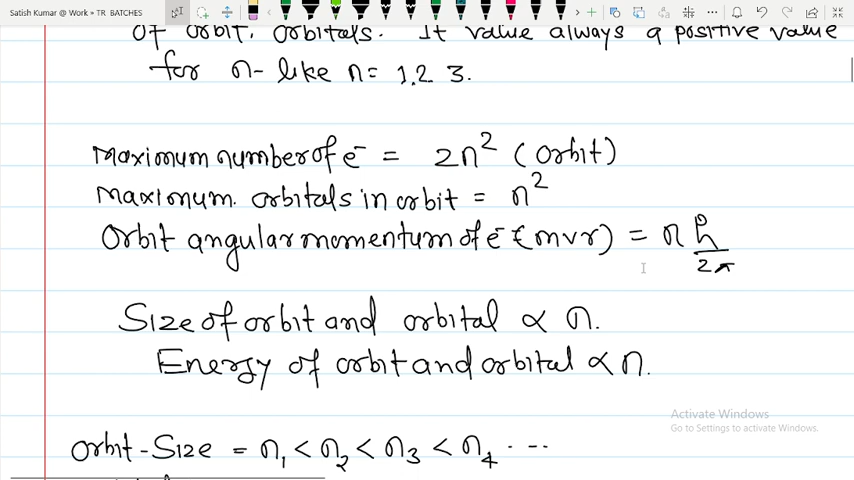 Satish Kumar @ Work » TR BATCHES
of orbit. orbitals. It value always a positive value
for n- like n= 1.2 3.
Maximum number of e⁻ = 2n² (orbit)
Maximum. orbitals in orbit = n²
Orbit angular momentum of e⁻ (mvr) = n h/2π
Size of orbit and orbital ∝ n.
Energy of orbit and orbital ∝ n.
Activate Windows
Go to Settings to activate Windows.
orbit - Size = n₁ < n₂ < n₃ < n₄ ....